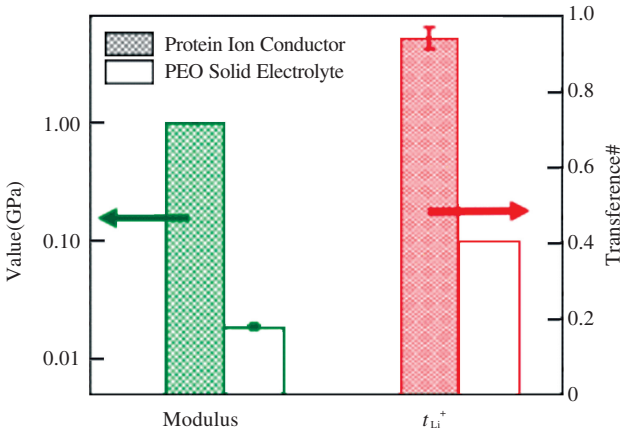 Protein Ion Conductor
PEO Solid Electrolyte
Value(GPa)
1.00
0.10
0.01
1.0
0.8
0.6
0.4
0.2
0
Transference#
Modulus
t_Li^+